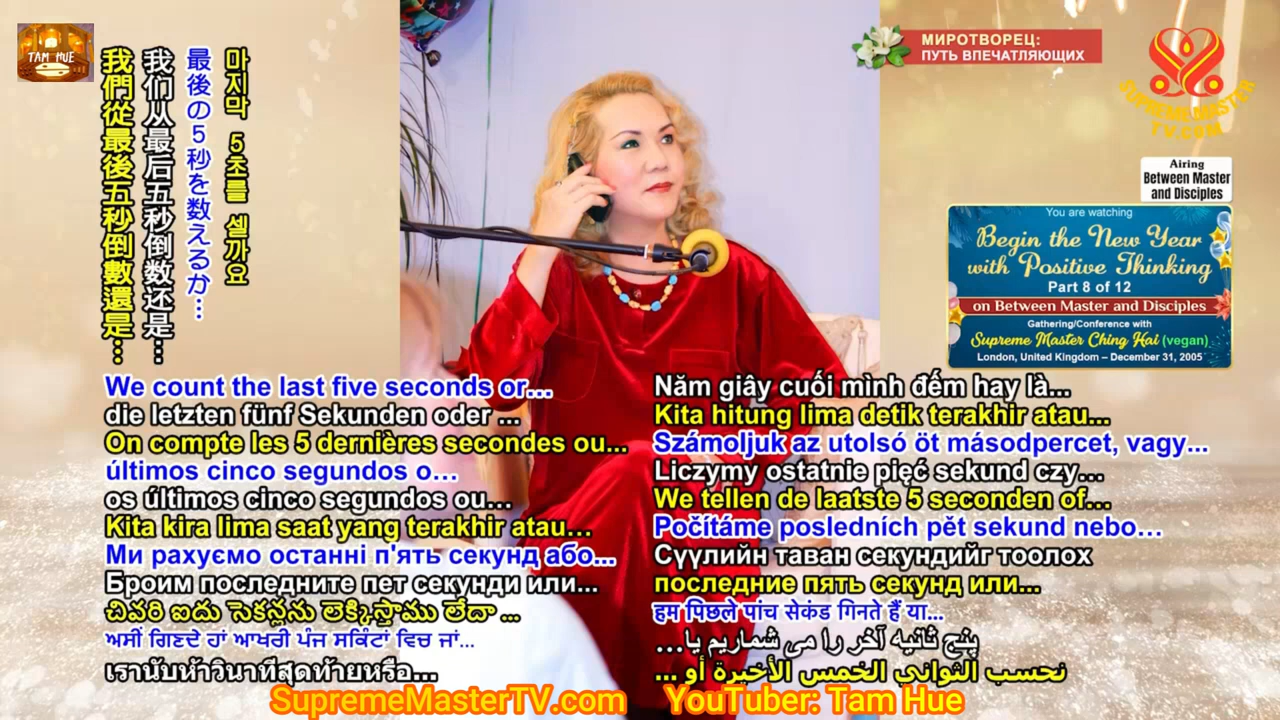 TAM HUE
我們從最後五秒倒數還是…
我们从最后五秒倒数还是…
最後の5秒を数えるか…
마지막 5초를 셀까요
МИРОТВОРЕЦ:
ПУТЬ ВПЕЧАТЛЯЮЩИХ
SUPREME MASTER
TV.COM
Airing
Between Master
and Disciples
You are watching
Begin the New Year
with Positive Thinking
Part 8 of 12
on Between Master and Disciples
Gathering/Conference with
Supreme Master Ching Hai (vegan)
London, United Kingdom – December 31, 2005
We count the last five seconds or...
die letzten fünf Sekunden oder ...
On compte les 5 dernières secondes ou...
últimos cinco segundos o…
os últimos cinco segundos ou...
Kita kira lima saat yang terakhir atau…
Ми рахуємо останні п'ять секунд або...
Броим последните пет секунди или...
చివరి ఐదు సెకన్లను లెక్కిస్తాము లేదా ...
ਅਸੀਂ ਗਿਣਦੇ ਹਾਂ ਆਖਰੀ ਪੰਜ ਸਕਿੰਟਾਂ ਵਿਚ ਜਾਂ...
เรานับห้าวินาทีสุดท้ายหรือ...
Năm giây cuối mình đếm hay là...
Kita hitung lima detik terakhir atau...
Számoljuk az utolsó öt másodpercet, vagy...
Liczymy ostatnie pięć sekund czy...
We tellen de laatste 5 seconden of...
Počítáme posledních pět sekund nebo…
Сүүлийн таван секундийг тоолох
последние пять секунд или...
हम पिछले पांच सेकंड गिनते हैं या...
پنج ثانیه آخر را می شماریم یا...
نحسب الثواني الخمس الأخيرة أو ...
SupremeMasterTV.com
YouTuber: Tam Hue